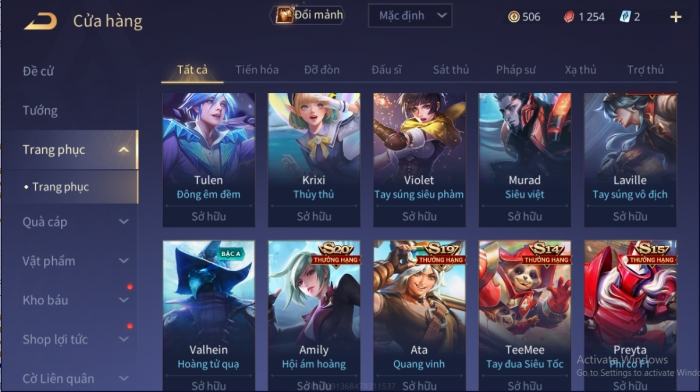 Cửa hàng
Đổi mảnh
Mặc định
506
1 254
2
Đề cử
Tướng
Trang phục
Trang phục
Quà cáp
Vật phẩm
Kho báu
Shop lợi tức
Cờ Liên quân
Tất cả Tiến hóa Đỡ đòn Đấu sĩ Sát thủ Pháp sư Xạ thủ Trợ thủ
Tulen
Đông êm đềm
Sở hữu
Krixi
Thủy thủ
Sở hữu
Violet
Tay súng siêu phàm
Sở hữu
Murad
Siêu việt
Sở hữu
Laville
Tay súng vô địch
Sở hữu
BẬC A
Valhein
Hoàng tử quạ
Sở hữu
S20
THƯỞNG HẠNG
Amily
Hội ám hoàng
Sở hữu
S19
THƯỞNG HẠNG
Ata
Quang vinh
Sở hữu
S14
THƯỞNG HẠNG
TeeMee
Tay đua Siêu Tốc
Sở hữu
S15
THƯỞNG HẠNG
Preyta
Phi cơ F1
Sở hữu
Activate Windows
Go to Settings to activate Win